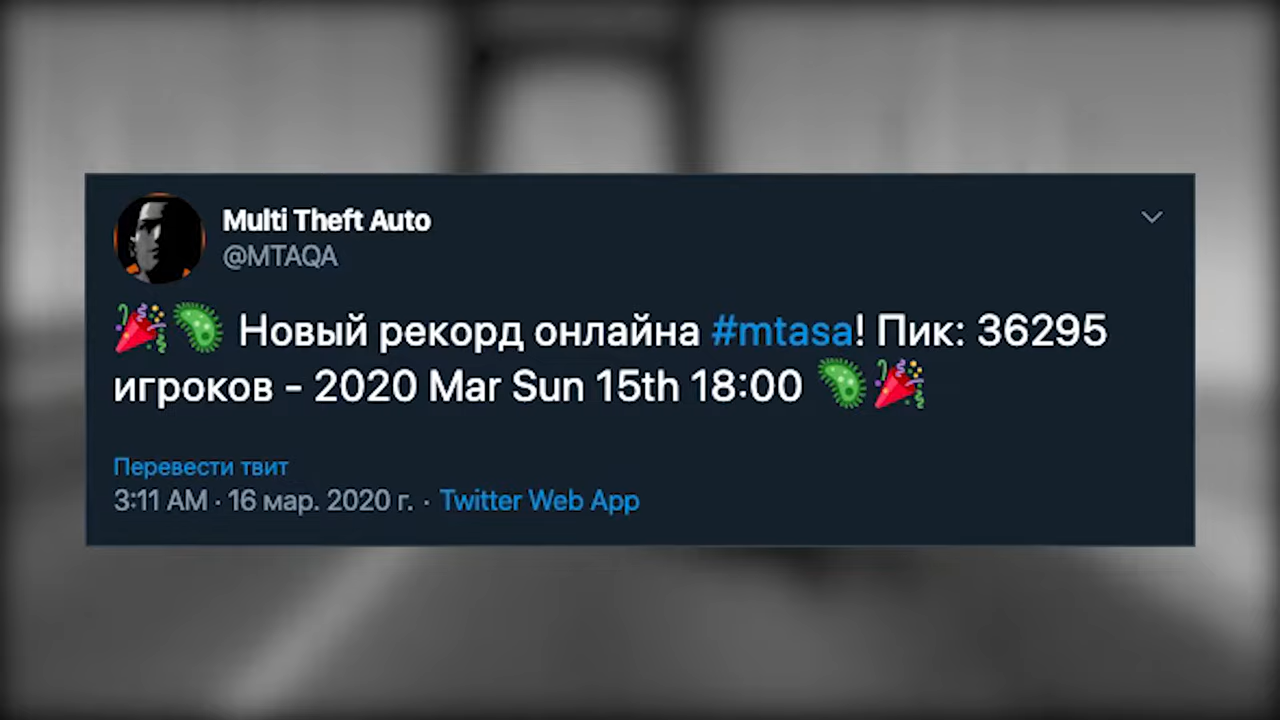 Multi Theft Auto
@MTAQA
🎉🦠 Новый рекорд онлайна #mtasa! Пик: 36295
игроков - 2020 Mar Sun 15th 18:00 🦠🎉
Перевести твит
3:11 AM · 16 мар. 2020 г. · Twitter Web App